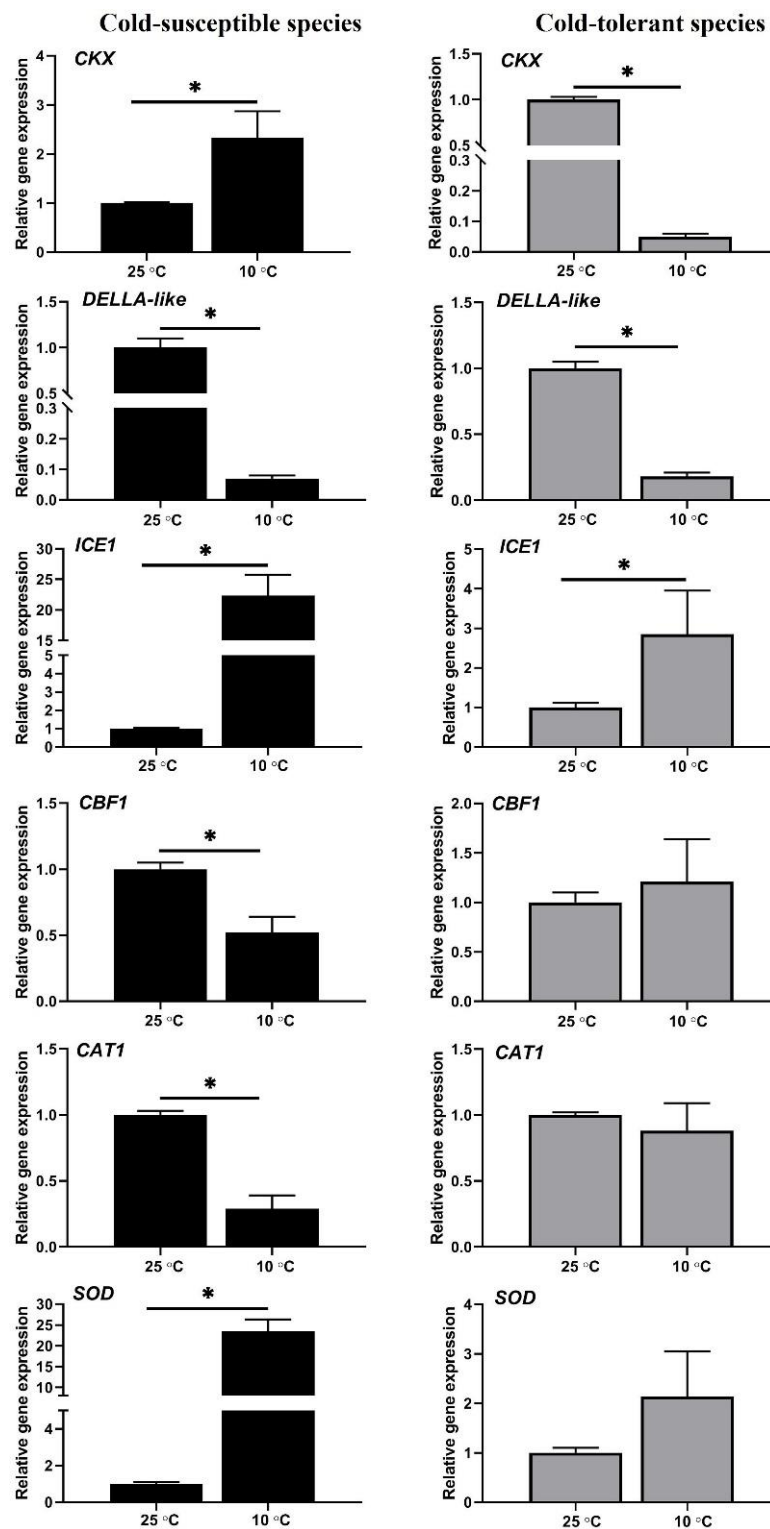 Cold-susceptible species
Cold-tolerant species
CKX
*
Relative gene expression
4
3
2
1
0
25 °C
10 °C
CKX
*
Relative gene expression
1.5
1.0
0.5
0.3
0.2
0.1
0.0
25 °C
10 °C
DELLA-like
*
Relative gene expression
1.5
1.0
0.5
0.3
0.2
0.1
0.0
25 °C
10 °C
DELLA-like
*
Relative gene expression
1.5
1.0
0.5
0.0
25 °C
10 °C
ICE1
*
Relative gene expression
30
25
20
15
5
4
3
2
1
0
25 °C
10 °C
ICE1
*
Relative gene expression
5
4
3
2
1
0
25 °C
10 °C
CBF1
*
Relative gene expression
1.5
1.0
0.5
0.0
25 °C
10 °C
CBF1
Relative gene expression
2.0
1.5
1.0
0.5
0.0
25 °C
10 °C
CAT1
*
Relative gene expression
1.5
1.0
0.5
0.0
25 °C
10 °C
CAT1
Relative gene expression
1.5
1.0
0.5
0.0
25 °C
10 °C
SOD
*
Relative gene expression
30
25
20
15
10
4
2
0
25 °C
10 °C
SOD
Relative gene expression
4
3
2
1
0
25 °C
10 °C